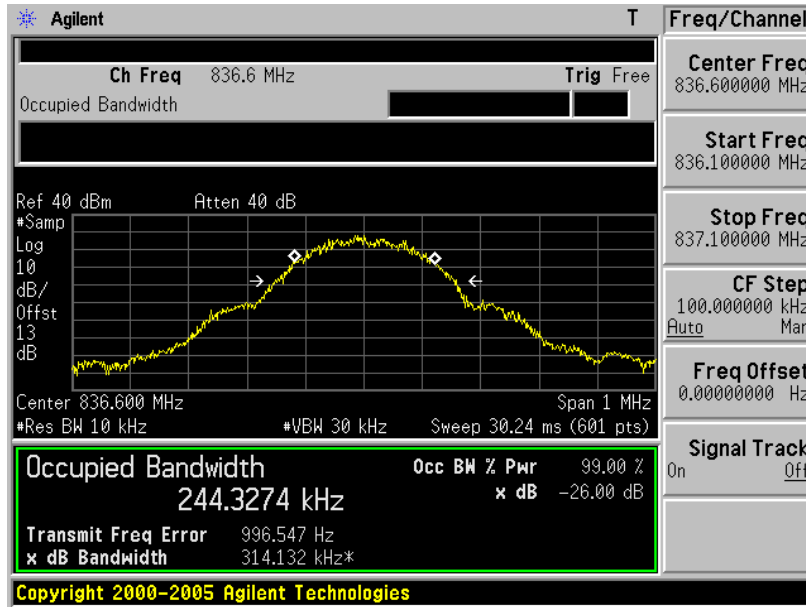 Agilent T
Freq/Channel
Ch Freq 836.6 MHz Trig Free
Occupied Bandwidth
Center Freq
836.600000 MHz
Start Freq
836.100000 MHz
Stop Freq
837.100000 MHz
CF Step
100.000000 kHz
Auto Man
Freq Offset
0.00000000 Hz
Signal Track
On Off
Ref 40 dBm Atten 40 dB
#Samp
Log
10
dB/
Offst
13
dB
Center 836.600 MHz Span 1 MHz
#Res BW 10 kHz #VBW 30 kHz Sweep 30.24 ms (601 pts)
Occupied Bandwidth
244.3274 kHz
Occ BW % Pwr 99.00 %
x dB -26.00 dB
Transmit Freq Error 996.547 Hz
x dB Bandwidth 314.132 kHz*
Copyright 2000-2005 Agilent Technologies